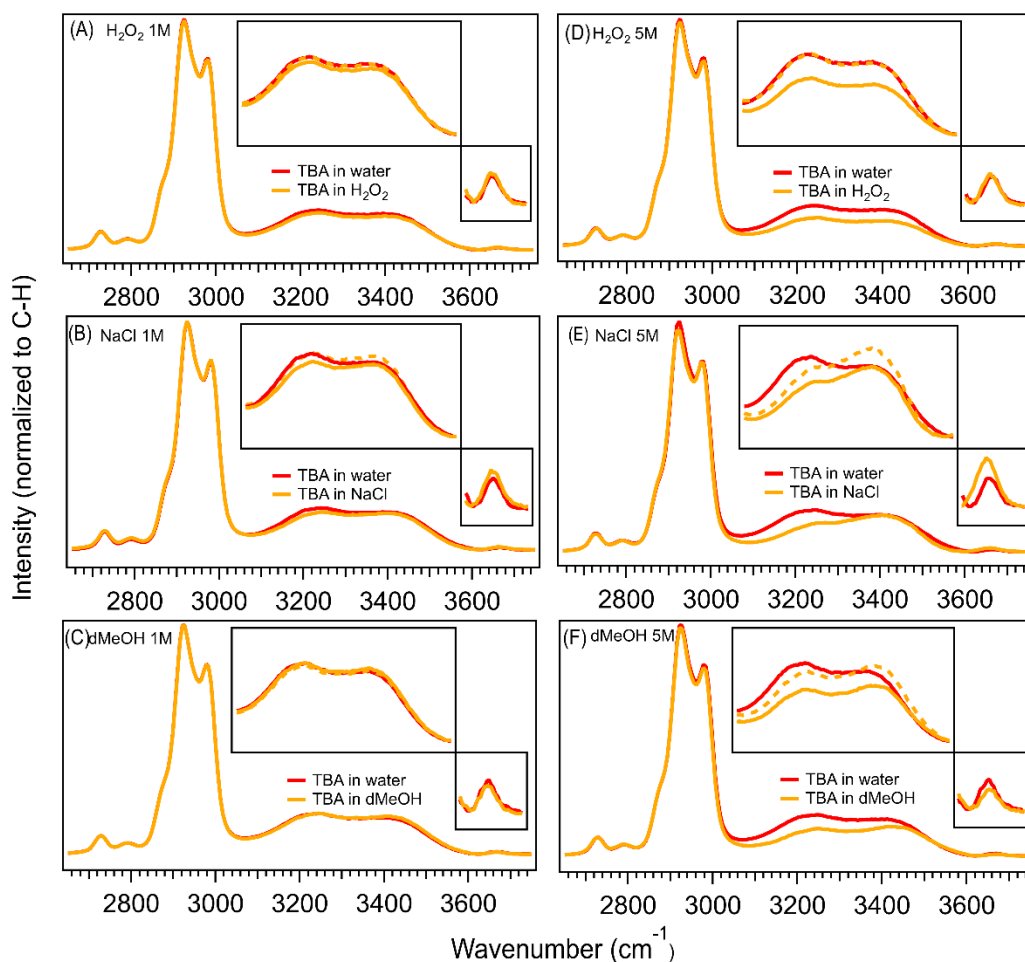 (A) H₂O₂ 1M
TBA in water
TBA in H₂O₂
2800 3000 3200 3400 3600
(D) H₂O₂ 5M
TBA in water
TBA in H₂O₂
2800 3000 3200 3400 3600
Intensity (normalized to C-H)
(B) NaCl 1M
TBA in water
TBA in NaCl
2800 3000 3200 3400 3600
(E) NaCl 5M
TBA in water
TBA in NaCl
2800 3000 3200 3400 3600
(C) dMeOH 1M
TBA in water
TBA in dMeOH
2800 3000 3200 3400 3600
(F) dMeOH 5M
TBA in water
TBA in dMeOH
2800 3000 3200 3400 3600
Wavenumber (cm⁻¹)